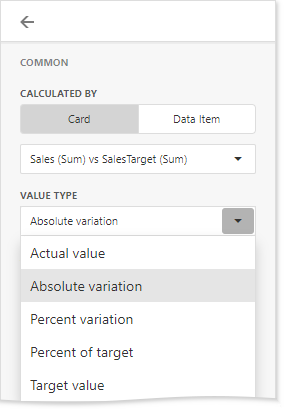 COMMON
CALCULATED BY
Card Data Item
Sales (Sum) vs SalesTarget (Sum)
VALUE TYPE
Absolute variation
Actual value
Absolute variation
Percent variation
Percent of target
Target value